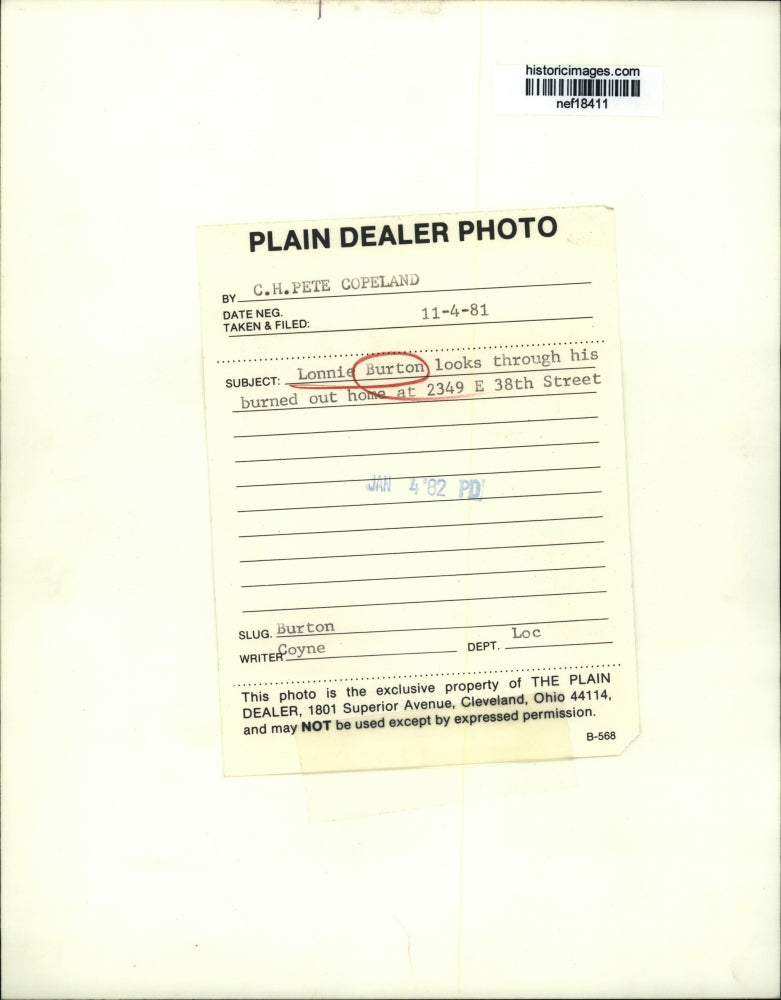 historicimages.com
nef18411
PLAIN DEALER PHOTO
BY C.H.PETE COPELAND
DATE NEG.
TAKEN & FILED: 11-4-81
SUBJECT: Lonnie Burton looks through his
burned out home at 2349 E 38th Street
JAN 4 '82 PD
SLUG. Burton
WRITER Coyne DEPT. Loc
This photo is the exclusive property of THE PLAIN
DEALER, 1801 Superior Avenue, Cleveland, Ohio 44114,
and may NOT be used except by expressed permission.
B-568